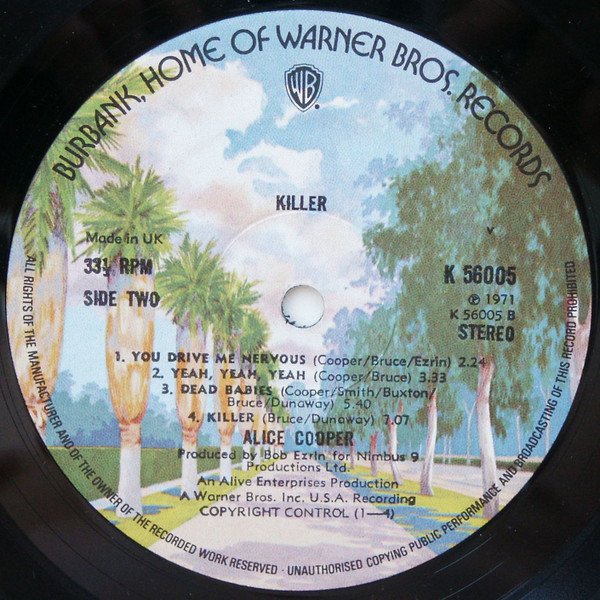 BURBANK, HOME OF WARNER BROS. RECORDS
WB
KILLER
Made in UK
33⅓ RPM
SIDE TWO
K 56005
℗ 1971
K 56005 B
STEREO
1. YOU DRIVE ME NERVOUS (Cooper/Bruce/Ezrin) 2.24
2. YEAH, YEAH, YEAH (Cooper/Bruce) 3.33
3. DEAD BABIES (Cooper/Smith/Buxton/
Bruce/Dunaway) 5.40
4. KILLER (Bruce/Dunaway) 7.07
ALICE COOPER
Produced by Bob Ezrin for Nimbus 9
Productions Ltd.
An Alive Enterprises Production
A Warner Bros. Inc. U.S.A. Recording
COPYRIGHT CONTROL (1—4)
ALL RIGHTS OF THE MANUFACTURER AND OF THE OWNER OF THE RECORDED WORK RESERVED · UNAUTHORISED COPYING PUBLIC PERFORMANCE AND BROADCASTING OF THIS RECORD PROHIBITED